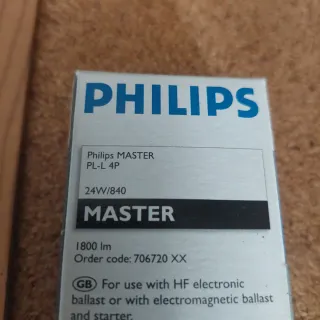 PHILIPS
Philips MASTER
PL-L 4P
24W/840
MASTER
1800 lm
Order code: 706720 XX
GB For use with HF electronic
ballast or with electromagnetic ballast
and starter.